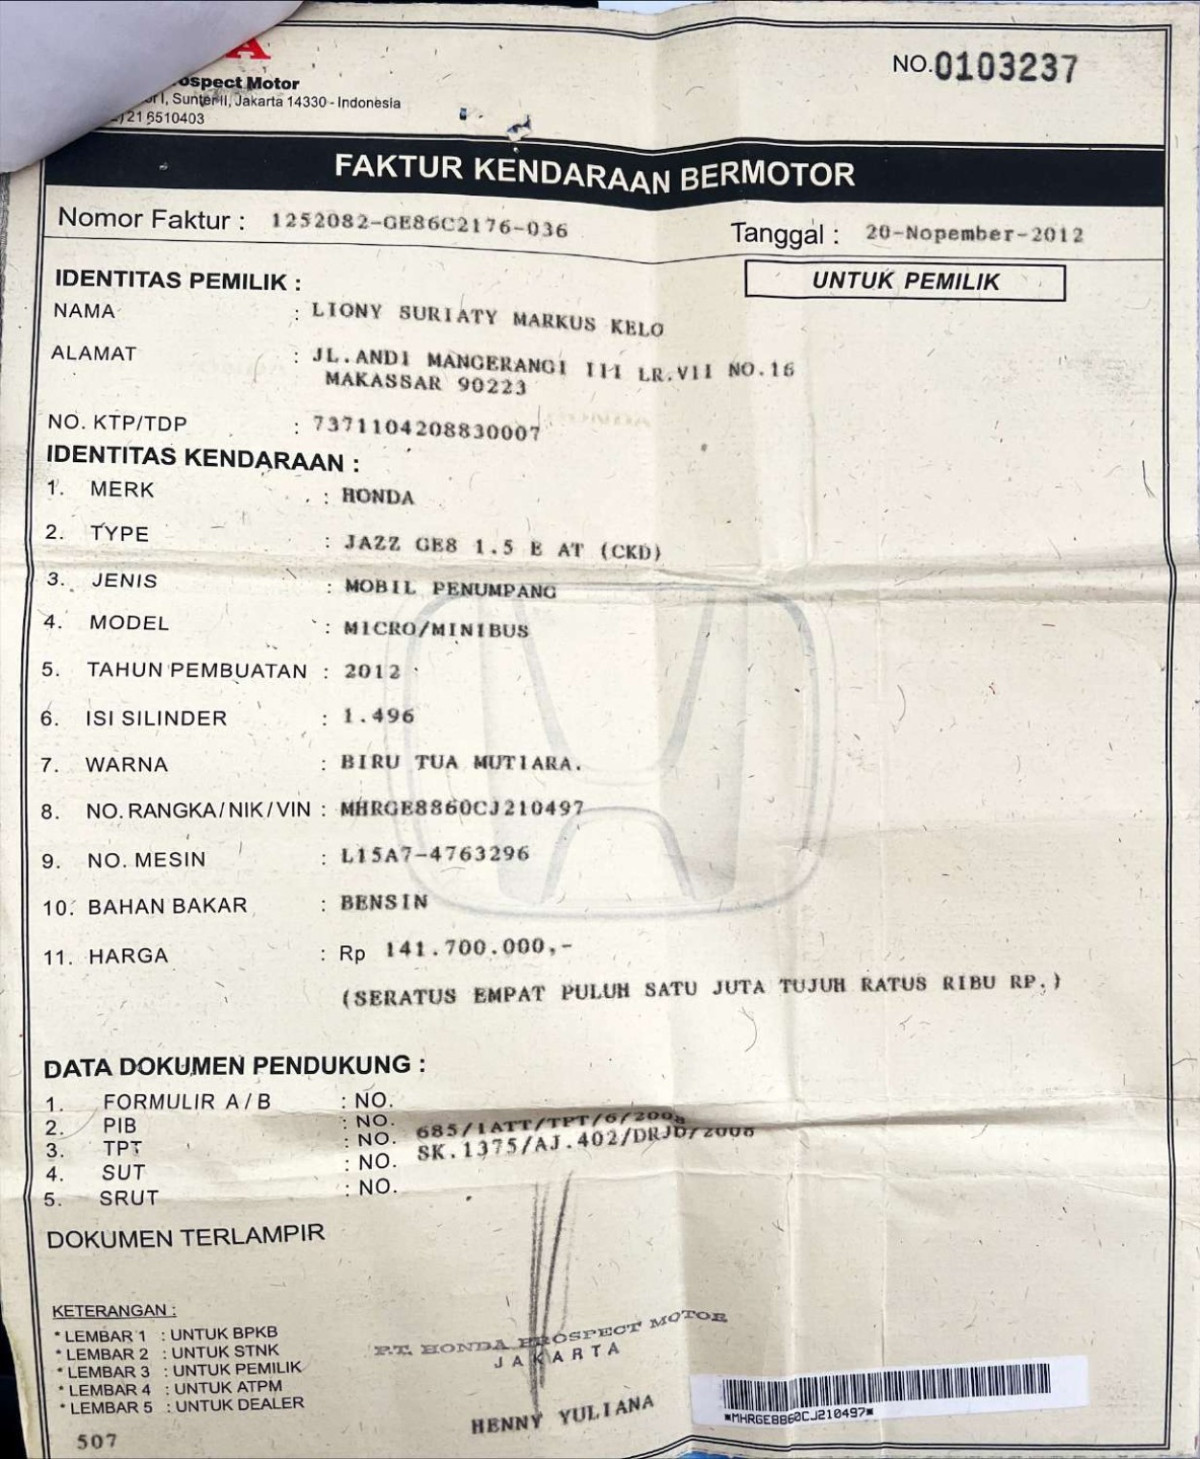 A
ospect Motor
I, Sunter II, Jakarta 14330 - Indonesia
21 6510403
NO. 0103237
FAKTUR KENDARAAN BERMOTOR
Nomor Faktur : 1252082-GE86C2176-036
Tanggal : 20-Nopember-2012
IDENTITAS PEMILIK :
UNTUK PEMILIK
NAMA : LIONY SURIATY MARKUS KELO
ALAMAT : JL.ANDI MANGERANGI III LR.VII NO.16
MAKASSAR 90223
NO. KTP/TDP : 7371104208830007
IDENTITAS KENDARAAN :
1. MERK : HONDA
2. TYPE : JAZZ GE8 1.5 E AT (CKD)
3. JENIS : MOBIL PENUMPANG
4. MODEL : MICRO/MINIBUS
5. TAHUN PEMBUATAN : 2012
6. ISI SILINDER : 1.496
7. WARNA : BIRU TUA MUTIARA.
8. NO. RANGKA/NIK/VIN : MHRGE8860CJ210497
9. NO. MESIN : L15A7-4763296
10. BAHAN BAKAR : BENSIN
11. HARGA : Rp 141.700.000,-
(SERATUS EMPAT PULUH SATU JUTA TUJUH RATUS RIBU RP.)
DATA DOKUMEN PENDUKUNG :
1. FORMULIR A/B : NO.
2. PIB : NO.
3. TPT : NO. 685/1ATT/TPT/6/2008
4. SUT : NO. SK.1375/AJ.402/DRJD/2008
5. SRUT : NO.
DOKUMEN TERLAMPIR
KETERANGAN :
* LEMBAR 1 : UNTUK BPKB
* LEMBAR 2 : UNTUK STNK
* LEMBAR 3 : UNTUK PEMILIK
* LEMBAR 4 : UNTUK ATPM
* LEMBAR 5 : UNTUK DEALER
507
P.T. HONDA PROSPECT MOTOR
JAKARTA
HENNY YULIANA
*MHRGE8860CJ210497*